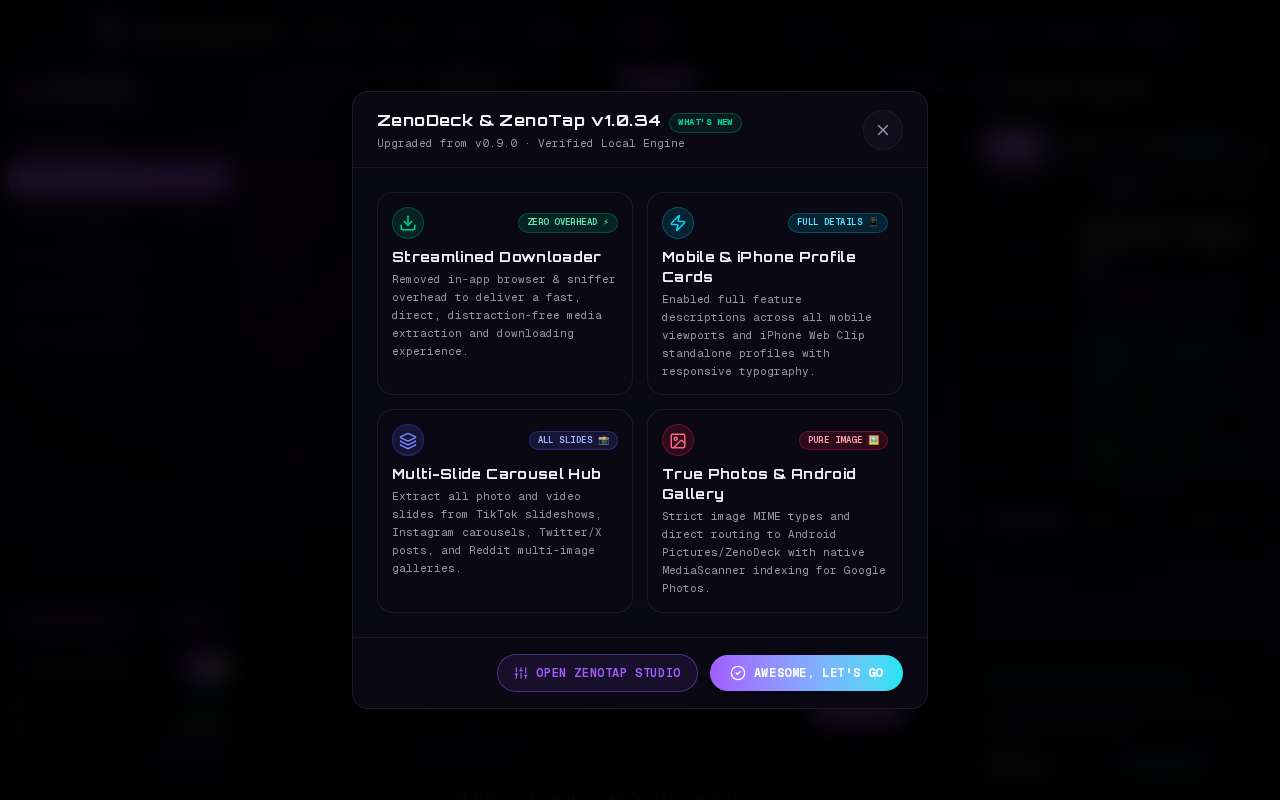 ZenoDeck & ZenoTap v1.0.34 WHAT'S NEW
Upgraded from v0.9.0 · Verified Local Engine
ZERO OVERHEAD ⚡
Streamlined Downloader
Removed in-app browser & sniffer
overhead to deliver a fast,
direct, distraction-free media
extraction and downloading
experience.
FULL DETAILS 📱
Mobile & iPhone Profile
Cards
Enabled full feature
descriptions across all mobile
viewports and iPhone Web Clip
standalone profiles with
responsive typography.
ALL SLIDES 📸
Multi-Slide Carousel Hub
Extract all photo and video
slides from TikTok slideshows,
Instagram carousels, Twitter/X
posts, and Reddit multi-image
galleries.
PURE IMAGE 🖼️
True Photos & Android
Gallery
Strict image MIME types and
direct routing to Android
Pictures/ZenoDeck with native
MediaScanner indexing for Google
Photos.
OPEN ZENOTAP STUDIO
AWESOME, LET'S GO